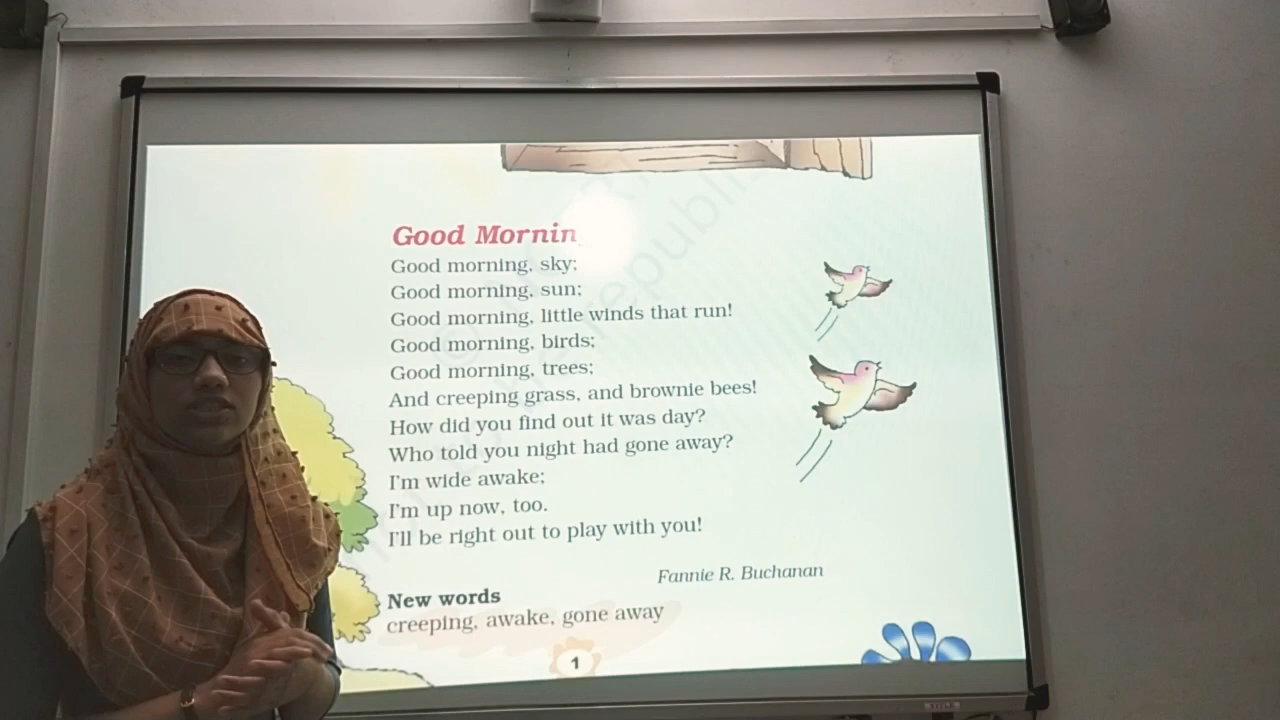 Good Mornin
Good morning, sky;
Good morning, sun;
Good morning, little winds that run!
Good morning, birds;
Good morning, trees;
And creeping grass, and brownie bees!
How did you find out it was day?
Who told you night had gone away?
I'm wide awake;
I'm up now, too.
I'll be right out to play with you!
Fannie R. Buchanan
New words
creeping, awake, gone away
1